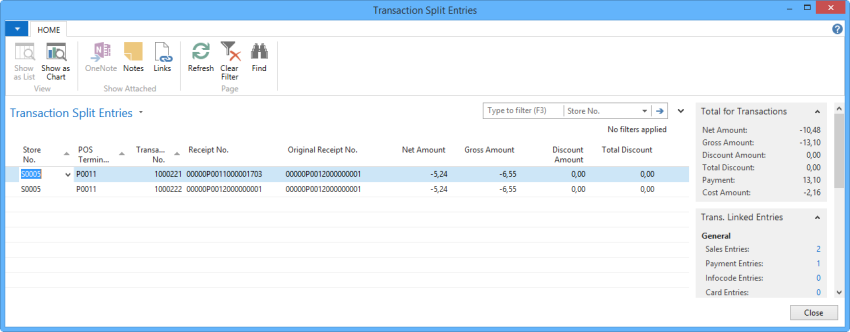 Transaction Split Entries
HOME
Show as List
Show as Chart
OneNote
Notes
Links
Refresh
Clear Filter
Find
View
Show Attached
Page
Transaction Split Entries
Type to filter (F3)
Store No.
No filters applied
Store No.
POS Termin...
Transa... No.
Receipt No.
Original Receipt No.
Net Amount
Gross Amount
Discount Amount
Total Discount
S0005 P0011 1000221 00000P0011000001703 00000P0012000000001 -5,24 -6,55 0,00 0,00
S0005 P0011 1000222 00000P0012000000001 00000P0012000000001 -5,24 -6,55 0,00 0,00
Total for Transactions
Net Amount: -10,48
Gross Amount: -13,10
Discount Amount: 0,00
Total Discount: 0,00
Payment: 13,10
Cost Amount: -2,16
Trans. Linked Entries
General
Sales Entries: 2
Payment Entries: 1
Infocode Entries: 0
Card Entries: 0
Close